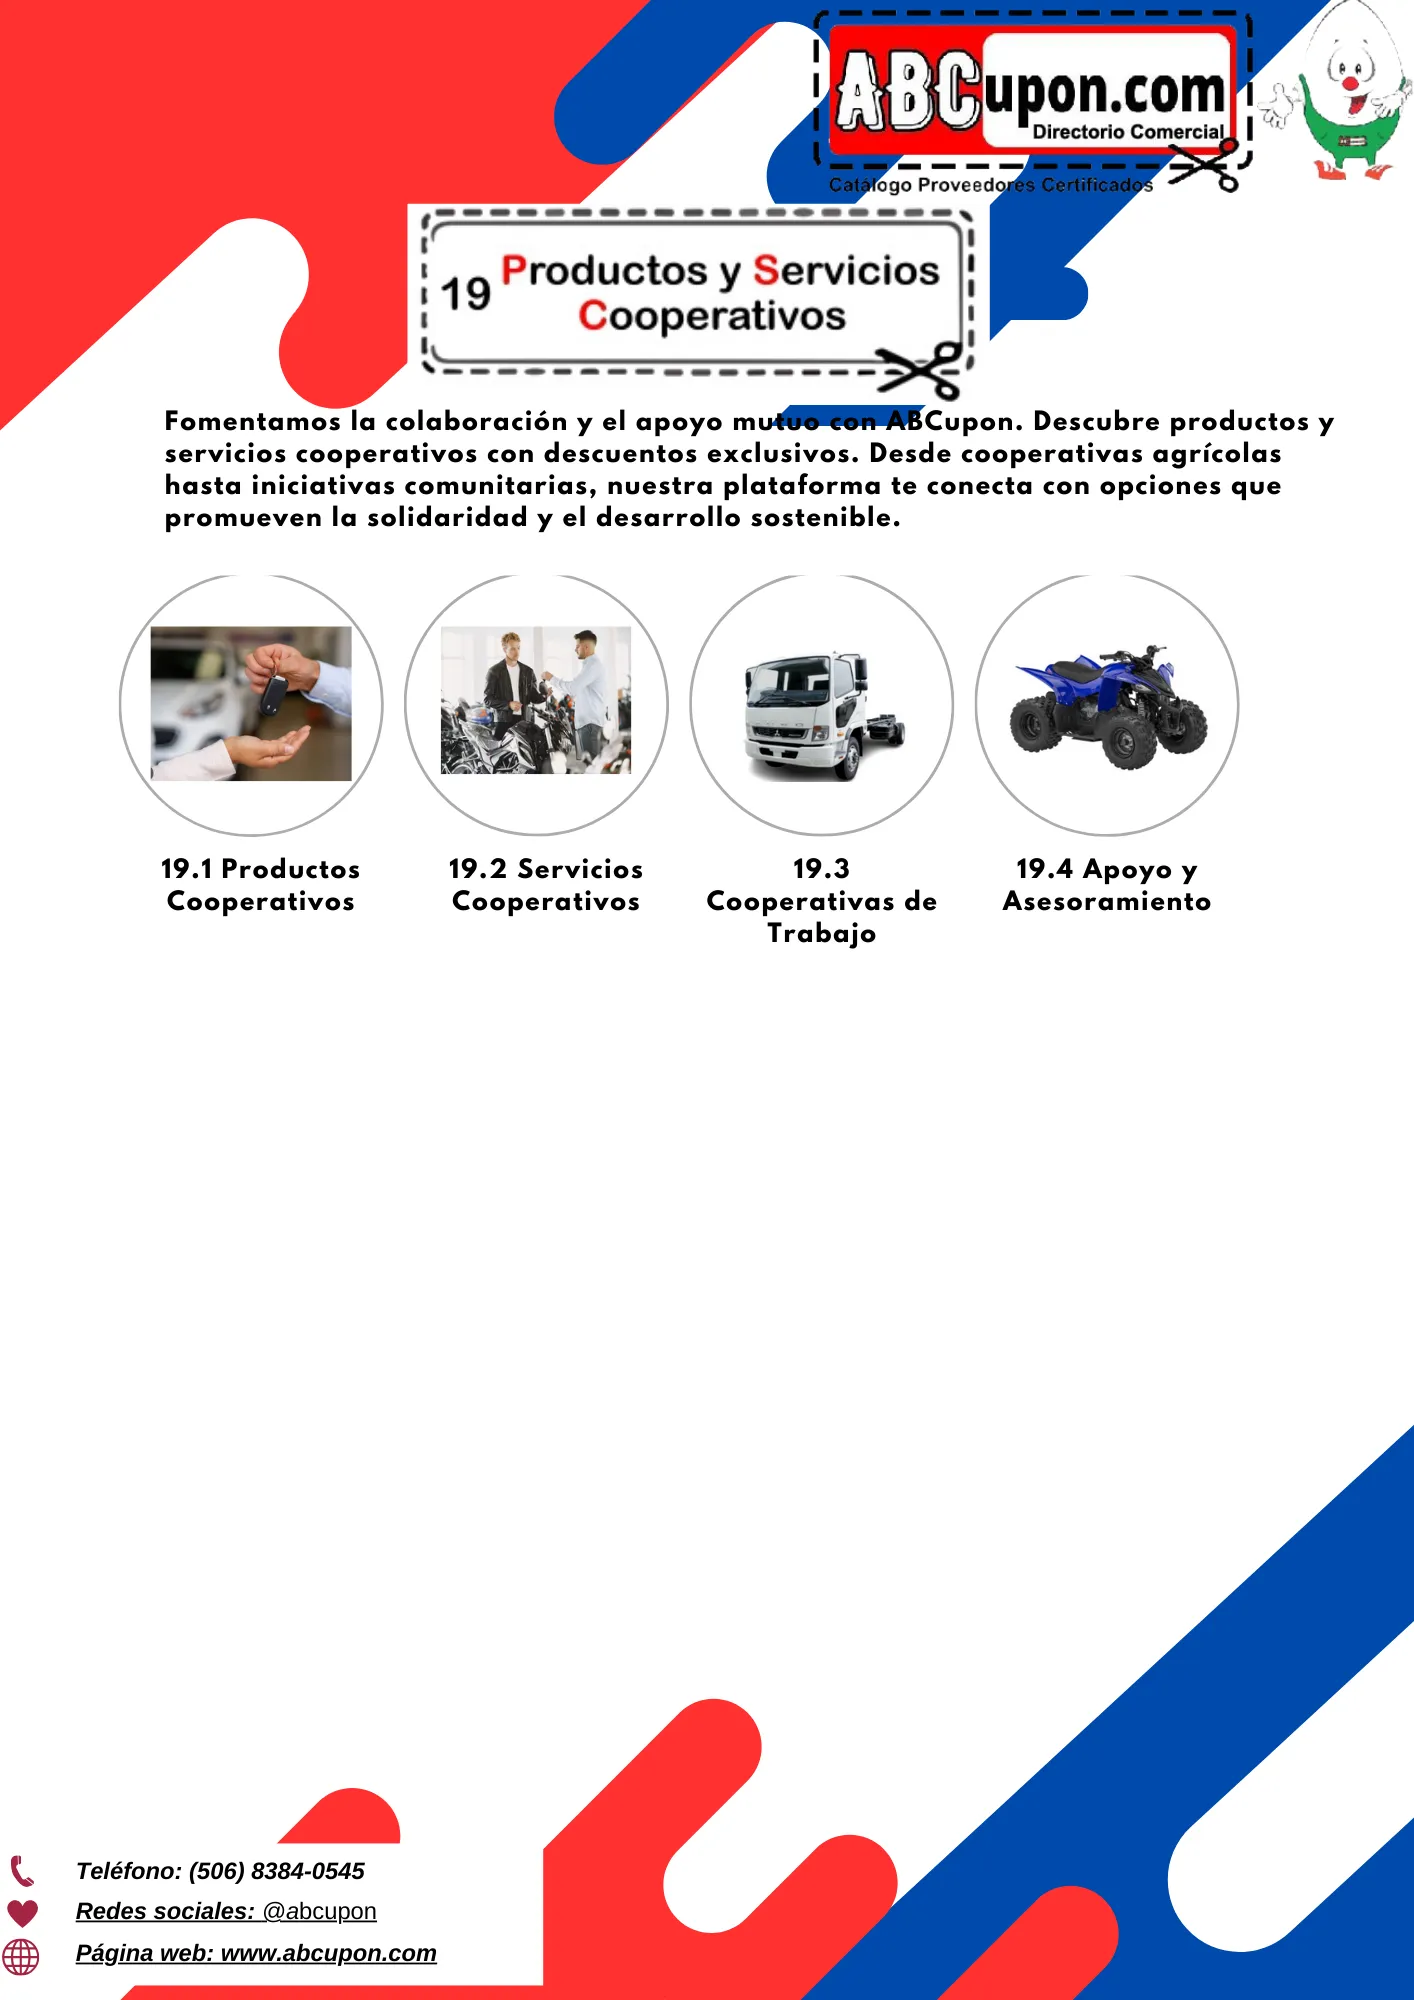 ABCupon.com
Directorio Comercial
Catálogo Proveedores Certificados
19 Productos y Servicios
Cooperativos
Fomentamos la colaboración y el apoyo mutuo con ABCupon. Descubre productos y
servicios cooperativos con descuentos exclusivos. Desde cooperativas agrícolas
hasta iniciativas comunitarias, nuestra plataforma te conecta con opciones que
promueven la solidaridad y el desarrollo sostenible.
19.1 Productos
Cooperativos
19.2 Servicios
Cooperativos
19.3
Cooperativas de
Trabajo
19.4 Apoyo y
Asesoramiento
Teléfono: (506) 8384-0545
Redes sociales: @abcupon
Página web: www.abcupon.com